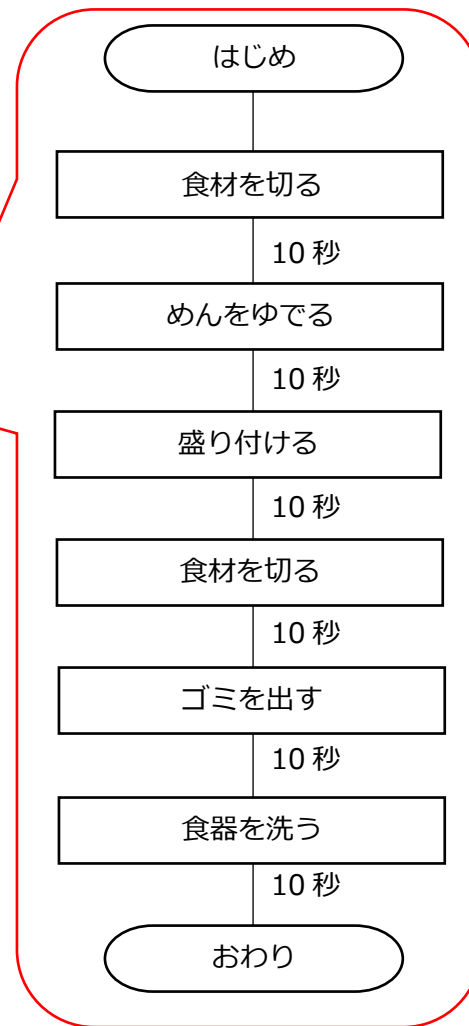 はじめ
食材を切る
10 秒
めんをゆでる
10 秒
盛り付ける
10 秒
食材を切る
10 秒
ゴミを出す
10 秒
食器を洗う
10 秒
おわり